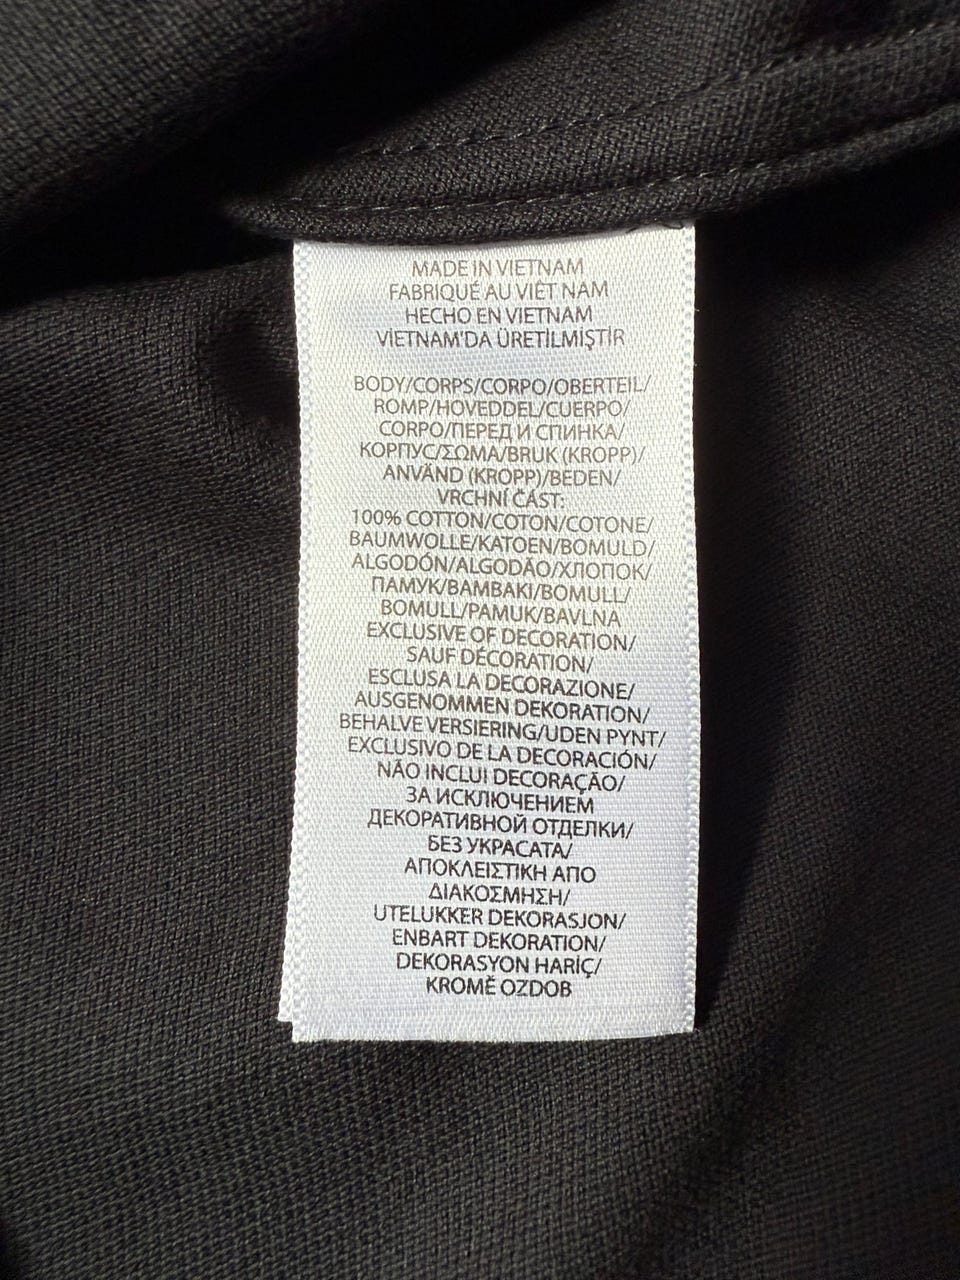 MADE IN VIETNAM
FABRIQUÉ AU VIÊT NAM
HECHO EN VIETNAM
VİETNAM'DA ÜRETİLMİŞTİR
BODY/CORPS/CORPO/OBERTEIL/
ROMP/HOVEDDEL/CUERPO/
CORPO/ПЕРЕД И СПИНКА/
КОРПУС/ΣΩΜΑ/BRUK (KROPP)/
ANVÄND (KROPP)/BEDEN/
VRCHNÍ ČÁST:
100% COTTON/COTON/COTONE/
BAUMWOLLE/KATOEN/BOMULD/
ALGODÓN/ALGODÃO/ХЛОПОК/
ПАМУК/BAMBAKI/BOMULL/
BOMULL/PAMUK/BAVLNA
EXCLUSIVE OF DECORATION/
SAUF DÉCORATION/
ESCLUSA LA DECORAZIONE/
AUSGENOMMEN DEKORATION/
BEHALVE VERSIERING/UDEN PYNT/
EXCLUSIVO DE LA DECORACIÓN/
NÃO INCLUI DECORAÇÃO/
ЗА ИСКЛЮЧЕНИЕМ
ДЕКОРАТИВНОЙ ОТДЕЛКИ/
БЕЗ УКРАСАТА/
ΑΠΟΚΛΕΙΣΤΙΚΗ ΑΠΟ
ΔΙΑΚΟΣΜΗΣΗ/
UTELUKKER DEKORASJON/
ENBART DEKORATION/
DEKORASYON HARİÇ/
KROMĚ OZDOB